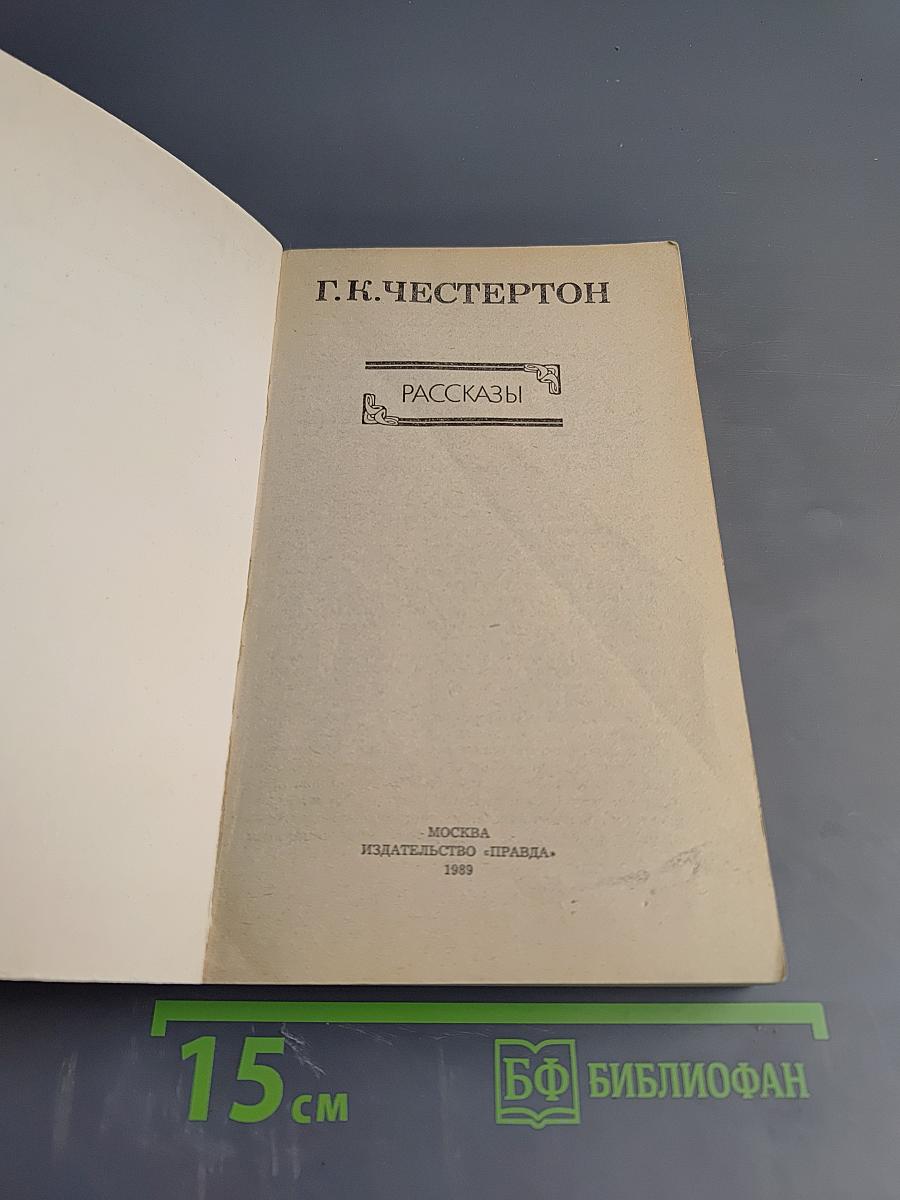 Г. К. ЧЕСТЕРТОН
РАССКАЗЫ
МОСКВА
ИЗДАТЕЛЬСТВО «ПРАВДА»
1989
15 см
БФ БИБЛИОФАН